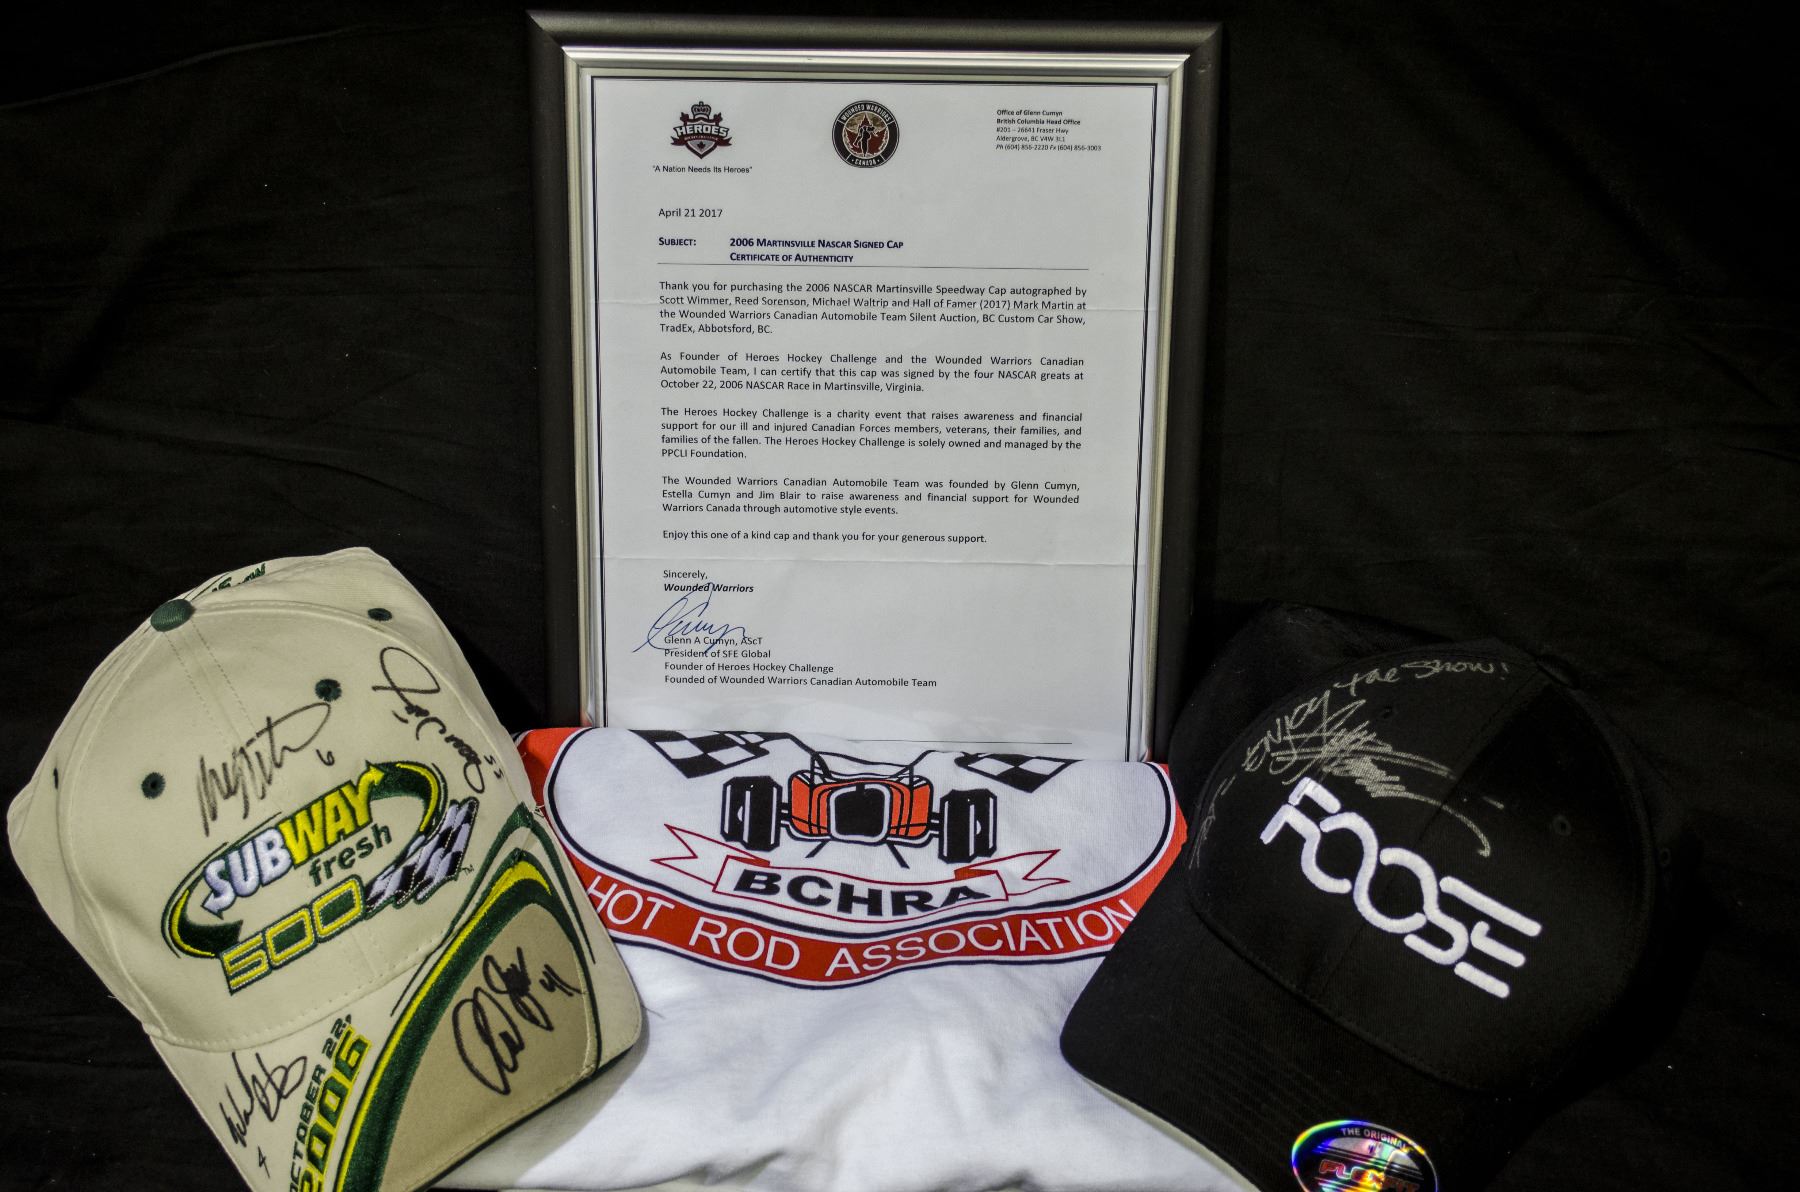 HEROES
"A Nation Needs Its Heroes"
WOUNDED WARRIORS
CANADA
Office of Glenn Cumyn
British Columbia Head Office
#201 – 26641 Fraser Hwy
Aldergrove, BC V4W 3L1
Ph (604) 856-2220 Fx (604) 856-3003
April 21 2017
SUBJECT: 2006 MARTINSVILLE NASCAR SIGNED CAP
CERTIFICATE OF AUTHENTICITY
Thank you for purchasing the 2006 NASCAR Martinsville Speedway Cap autographed by
Scott Wimmer, Reed Sorenson, Michael Waltrip and Hall of Famer (2017) Mark Martin at
the Wounded Warriors Canadian Automobile Team Silent Auction, BC Custom Car Show,
TradEx, Abbotsford, BC.
As Founder of Heroes Hockey Challenge and the Wounded Warriors Canadian
Automobile Team, I can certify that this cap was signed by the four NASCAR greats at
October 22, 2006 NASCAR Race in Martinsville, Virginia.
The Heroes Hockey Challenge is a charity event that raises awareness and financial
support for our ill and injured Canadian Forces members, veterans, their families, and
families of the fallen. The Heroes Hockey Challenge is solely owned and managed by the
PPCLI Foundation.
The Wounded Warriors Canadian Automobile Team was founded by Glenn Cumyn,
Estella Cumyn and Jim Blair to raise awareness and financial support for Wounded
Warriors Canada through automotive style events.
Enjoy this one of a kind cap and thank you for your generous support.
Sincerely,
Wounded Warriors
Glenn A Cumyn, AScT
President of SFE Global
Founder of Heroes Hockey Challenge
Founded of Wounded Warriors Canadian Automobile Team
6
55
SUBWAY
fresh
500
TM
41
4
OCTOBER 22,
2006
BCHRA
HOT ROD ASSOCIATION
Enjoy the Show!
FOOSE
THE ORIGINAL
FLEXFIT